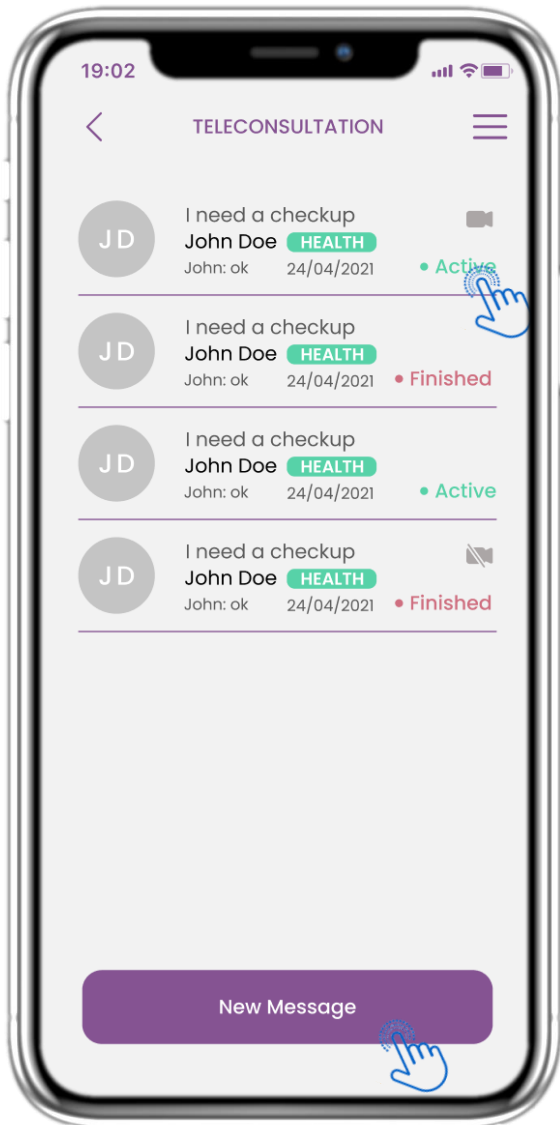 19:02
TELECONSULTATION
I need a checkup
JD
John Doe HEALTH
John: ok 24/04/2021 • Active
I need a checkup
JD
John Doe HEALTH
John: ok 24/04/2021 • Finished
I need a checkup
JD
John Doe HEALTH
John: ok 24/04/2021 • Active
I need a checkup
JD
John Doe HEALTH
John: ok 24/04/2021 • Finished
New Message